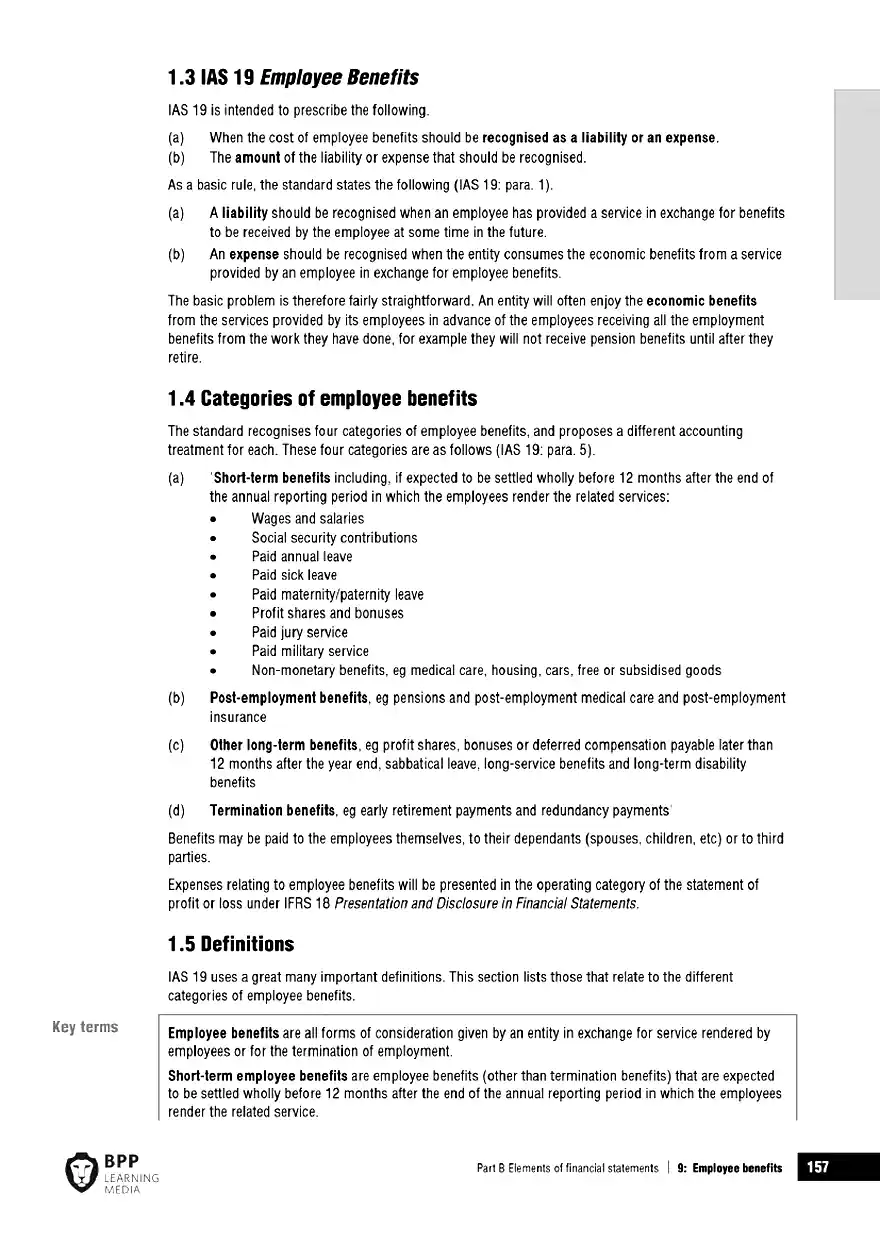 1.3 IAS 19 Employee Benefits
IAS 19 is intended to prescribe the following.
(a) When the cost of employee benefits should be recognised as a liability or an expense.
(b) The amount of the liability or expense that should be recognised.
As a basic rule, the standard states the following (IAS 19: para. 1).
(a) A liability should be recognised when an employee has provided a service in exchange for benefits
to be received by the employee at some time in the future.
(b) An expense should be recognised when the entity consumes the economic benefits from a service
provided by an employee in exchange for employee benefits.
The basic problem is therefore fairly straightforward. An entity will often enjoy the economic benefits
from the services provided by its employees in advance of the employees receiving all the employment
benefits from the work they have done, for example they will not receive pension benefits until after they
retire.
1.4 Categories of employee benefits
The standard recognises four categories of employee benefits, and proposes a different accounting
treatment for each. These four categories are as follows (IAS 19: para. 5).
(a) 'Short-term benefits including, if expected to be settled wholly before 12 months after the end of
the annual reporting period in which the employees render the related services:
• Wages and salaries
• Social security contributions
• Paid annual leave
• Paid sick leave
• Paid maternity/paternity leave
• Profit shares and bonuses
• Paid jury service
• Paid military service
• Non-monetary benefits, eg medical care, housing, cars, free or subsidised goods
(b) Post-employment benefits, eg pensions and post-employment medical care and post-employment
insurance
(c) Other long-term benefits, eg profit shares, bonuses or deferred compensation payable later than
12 months after the year end, sabbatical leave, long-service benefits and long-term disability
benefits
(d) Termination benefits, eg early retirement payments and redundancy payments'
Benefits may be paid to the employees themselves, to their dependants (spouses, children, etc) or to third
parties.
Expenses relating to employee benefits will be presented in the operating category of the statement of
profit or loss under IFRS 18 Presentation and Disclosure in Financial Statements.
1.5 Definitions
IAS 19 uses a great many important definitions. This section lists those that relate to the different
categories of employee benefits.
Key terms
Employee benefits are all forms of consideration given by an entity in exchange for service rendered by
employees or for the termination of employment.
Short-term employee benefits are employee benefits (other than termination benefits) that are expected
to be settled wholly before 12 months after the end of the annual reporting period in which the employees
render the related service.
BPP
LEARNING
MEDIA
Part B Elements of financial statements | 9: Employee benefits 157